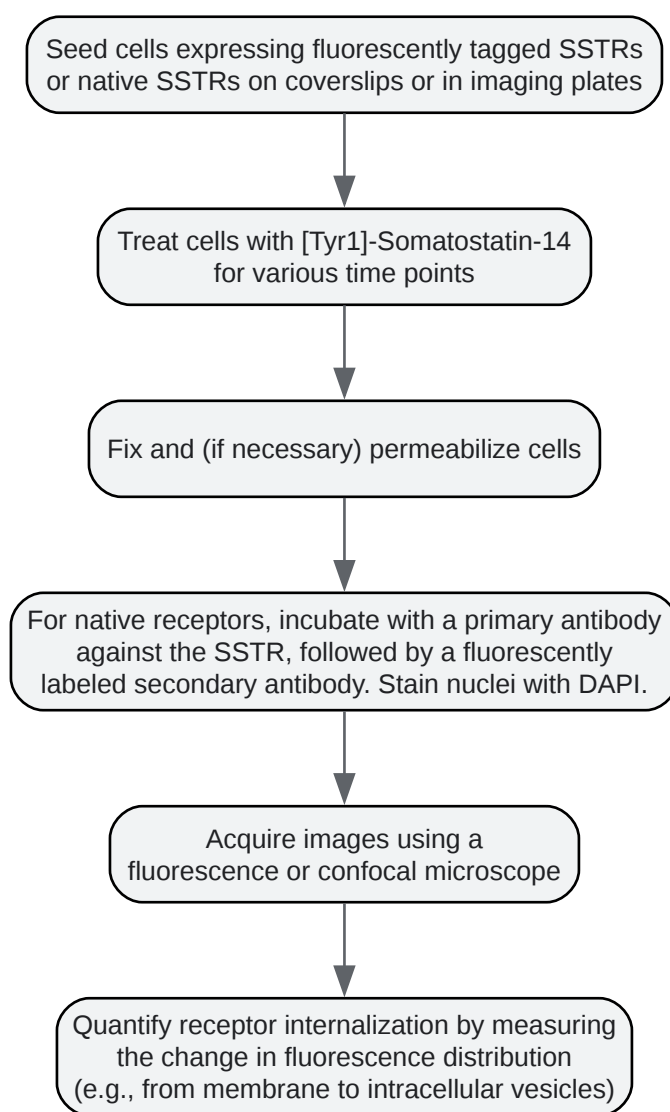 Seed cells expressing fluorescently tagged SSTRs
or native SSTRs on coverslips or in imaging plates
Treat cells with [Tyr1]-Somatostatin-14
for various time points
Fix and (if necessary) permeabilize cells
For native receptors, incubate with a primary antibody
against the SSTR, followed by a fluorescently
labeled secondary antibody. Stain nuclei with DAPI.
Acquire images using a
fluorescence or confocal microscope
Quantify receptor internalization by measuring
the change in fluorescence distribution
(e.g., from membrane to intracellular vesicles)